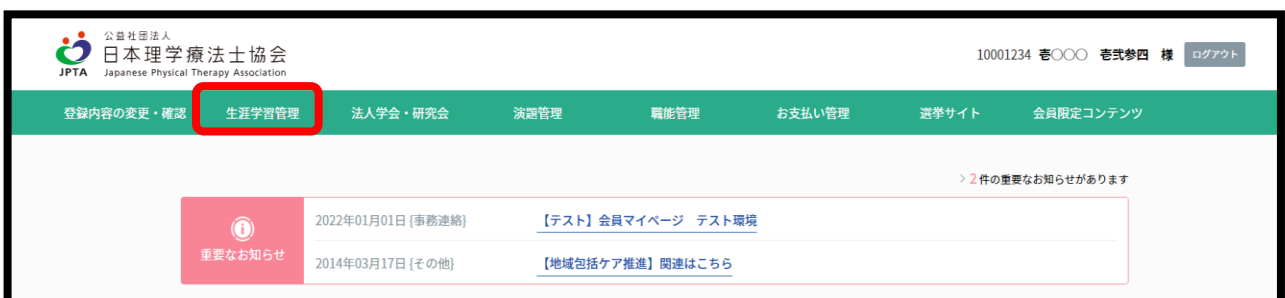 公益社団法人
日本理学療法士協会
JPTA Japanese Physical Therapy Association
10001234 壱〇〇〇 壱弐参四 様 ログアウト
登録内容の変更・確認 生涯学習管理 法人学会・研究会 演題管理 職能管理 お支払い管理 選挙サイト 会員限定コンテンツ
> 2 件の重要なお知らせがあります
重要なお知らせ
2022年01月01日 [事務連絡] 【テスト】会員マイページ テスト環境
2014年03月17日 [その他] 【地域包括ケア推進】関連はこちら